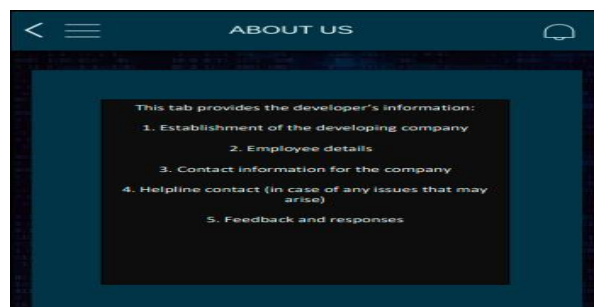 ABOUT US
This tab provides the developer's information:
1. Establishment of the developing company
2. Employee details
3. Contact information for the company
4. Helpline contact (in case of any issues that may
arise)
5. Feedback and responses